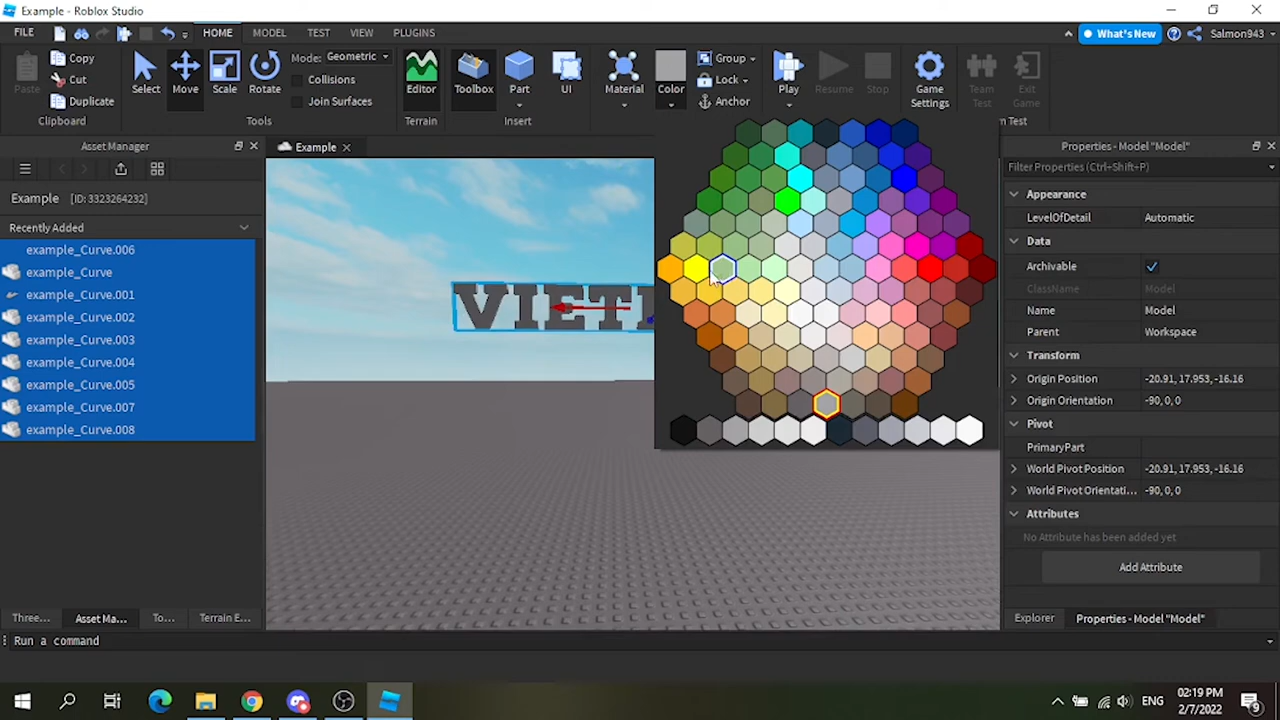 Example - Roblox Studio
FILE HOME MODEL TEST VIEW PLUGINS What's New Salmon943
Paste Copy Cut Duplicate Clipboard
Select Move Scale Rotate Mode: Geometric Collisions Join Surfaces Tools
Editor Terrain
Toolbox Part UI Insert
Material Color Group Lock Anchor
Play Resume Stop
Game Settings
Team Test Exit Game m Test
Asset Manager
Example [ID: 3323264232]
Recently Added
example_Curve.006
example_Curve
example_Curve.001
example_Curve.002
example_Curve.003
example_Curve.004
example_Curve.005
example_Curve.007
example_Curve.008
Three... Asset Ma... To... Terrain E...
Example
VIET
Properties - Model "Model"
Filter Properties (Ctrl+Shift+P)
Appearance
LevelOfDetail Automatic
Data
Archivable
ClassName Model
Name Model
Parent Workspace
Transform
Origin Position -20.91, 17.953, -16.16
Origin Orientation -90, 0, 0
Pivot
PrimaryPart
World Pivot Position -20.91, 17.953, -16.16
World Pivot Orientati... -90, 0, 0
Attributes
No Attribute has been added yet
Add Attribute
Explorer Properties - Model "Model"
Run a command
ENG 02:19 PM
2/7/2022
9